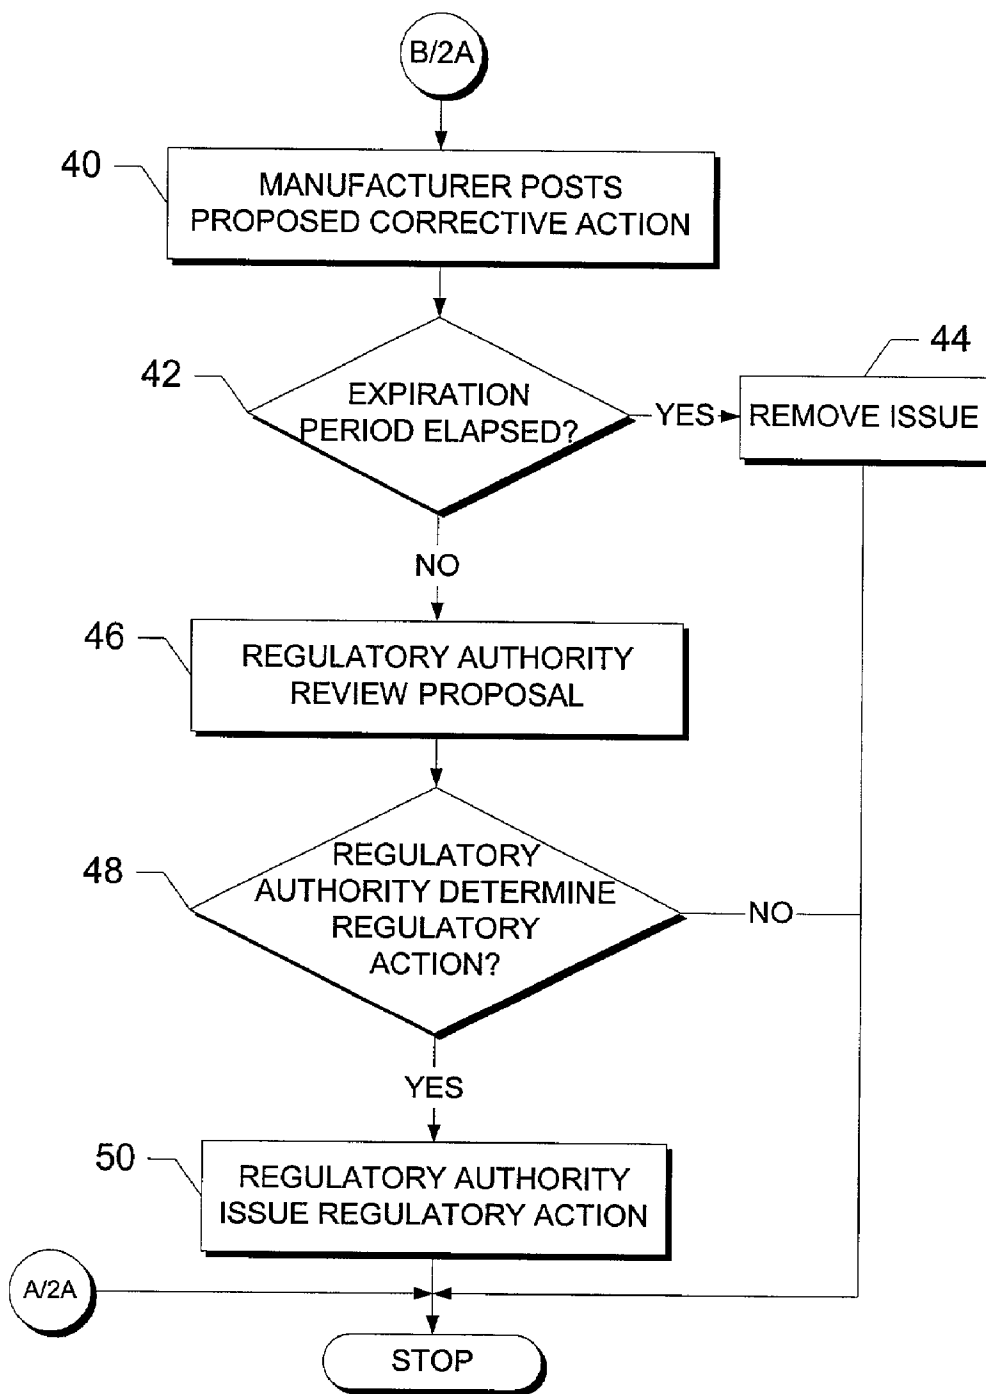 B/2A
40
MANUFACTURER POSTS
PROPOSED CORRECTIVE ACTION
42
EXPIRATION
PERIOD ELAPSED?
YES
44
REMOVE ISSUE
NO
46
REGULATORY AUTHORITY
REVIEW PROPOSAL
48
REGULATORY
AUTHORITY DETERMINE
REGULATORY
ACTION?
NO
YES
50
REGULATORY AUTHORITY
ISSUE REGULATORY ACTION
A/2A
STOP